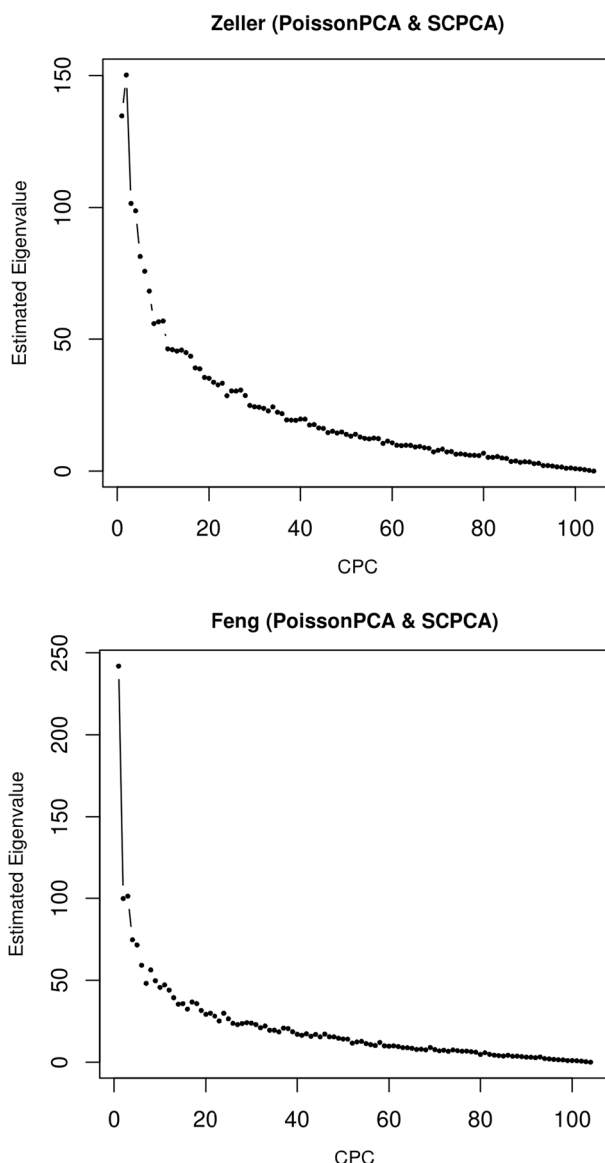 Zeller (PoissonPCA & SCPCA)
150
100
50
0
Estimated Eigenvalue
0 20 40 60 80 100
CPC
Feng (PoissonPCA & SCPCA)
250
200
150
100
50
0
Estimated Eigenvalue
0 20 40 60 80 100
CPC